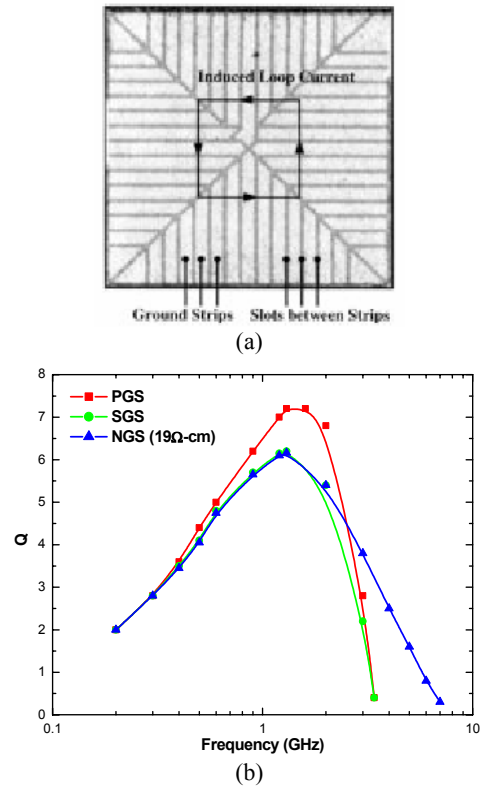 Induced Loop Current
Ground Strips Slots between Strips
(a)
PGS
SGS
NGS (19Ω-cm)
8
7
6
5
4
3
2
1
0
Q
0.1 1 10
Frequency (GHz)
(b)